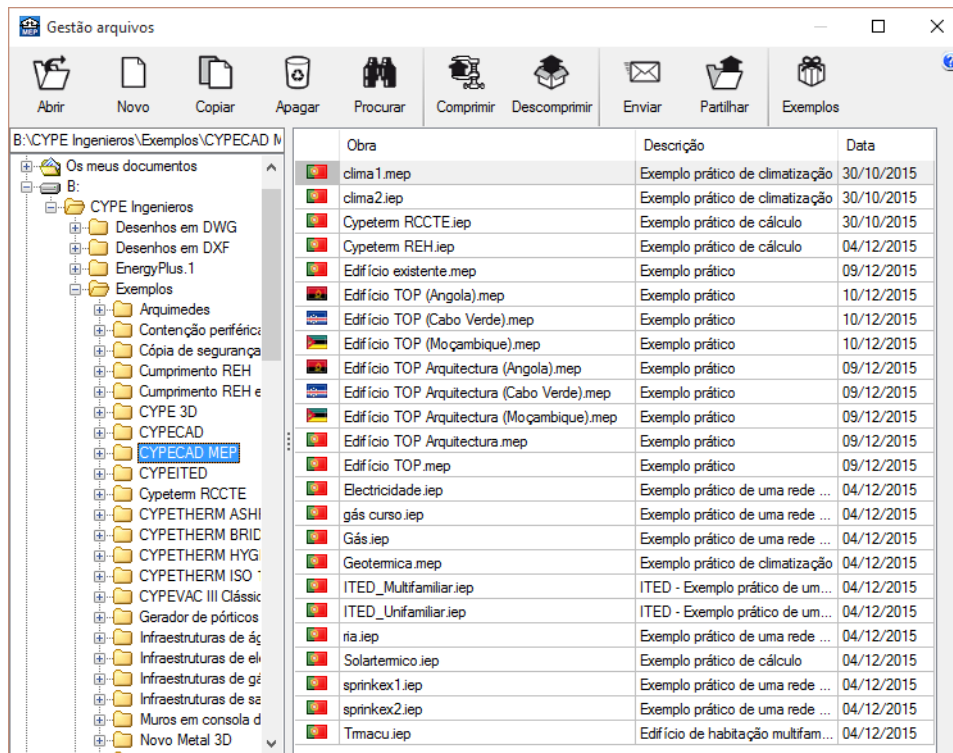 MEP
Gestão arquivos
Abrir Novo Copiar Apagar Procurar Comprimir Descomprimir Enviar Partilhar Exemplos
B:\CYPE Ingenieros\Exemplos\CYPECAD M
Os meus documentos
B:
CYPE Ingenieros
Desenhos em DWG
Desenhos em DXF
EnergyPlus.1
Exemplos
Arquimedes
Contenção periférica
Cópia de segurança
Cumprimento REH
Cumprimento REH e
CYPE 3D
CYPECAD
CYPECAD MEP
CYPEITED
Cypeterm RCCTE
CYPETHERM ASHI
CYPETHERM BRID
CYPETHERM HYG
CYPETHERM ISO
CYPEVAC III Clássic
Gerador de pórticos
Infraestruturas de ág
Infraestruturas de el
Infraestruturas de gá
Infraestruturas de sa
Muros em consola d
Novo Metal 3D
Obra Descrição Data
clima1.mep Exemplo prático de climatização 30/10/2015
clima2.iep Exemplo prático de climatização 30/10/2015
Cypeterm RCCTE.iep Exemplo prático de cálculo 30/10/2015
Cypeterm REH.iep Exemplo prático de cálculo 04/12/2015
Edifício existente.mep Exemplo prático 09/12/2015
Edifício TOP (Angola).mep Exemplo prático 10/12/2015
Edifício TOP (Cabo Verde).mep Exemplo prático 10/12/2015
Edifício TOP (Moçambique).mep Exemplo prático 10/12/2015
Edifício TOP Arquitectura (Angola).mep Exemplo prático 09/12/2015
Edifício TOP Arquitectura (Cabo Verde).mep Exemplo prático 09/12/2015
Edifício TOP Arquitectura (Moçambique).mep Exemplo prático 09/12/2015
Edifício TOP Arquitectura.mep Exemplo prático 09/12/2015
Edifício TOP.mep Exemplo prático 09/12/2015
Electricidade.iep Exemplo prático de uma rede ... 04/12/2015
gás curso.iep Exemplo prático de uma rede ... 04/12/2015
Gás.iep Exemplo prático de uma rede ... 04/12/2015
Geotermica.mep Exemplo prático de climatização 04/12/2015
ITED_Multifamiliar.iep ITED - Exemplo prático de um... 04/12/2015
ITED_Unifamiliar.iep ITED - Exemplo prático de um... 04/12/2015
ria.iep Exemplo prático de uma rede ... 04/12/2015
Solartermico.iep Exemplo prático de cálculo 04/12/2015
sprinkex1.iep Exemplo prático de uma rede ... 04/12/2015
sprinkex2.iep Exemplo prático de uma rede ... 04/12/2015
Trmacu.iep Edifício de habitação multifam... 04/12/2015